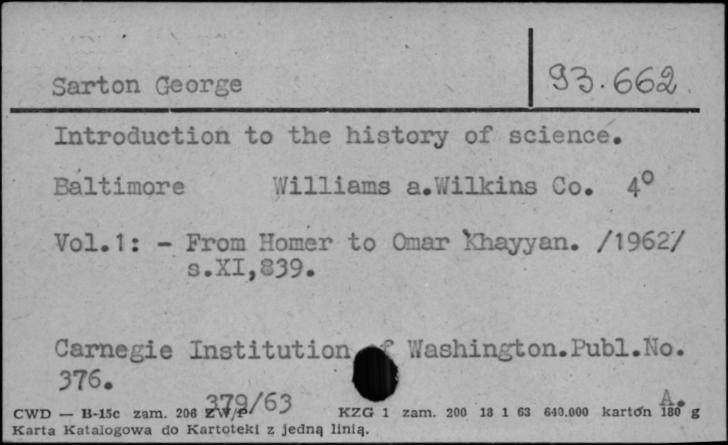 Sarton George
93.662.
Introduction to the history of science.
Baltimore Williams a.Wilkins Co. 4°
Vol.1: - From Homer to Omar Khayyan. /1962/
s.XI,839.
Carnegie Institution of Washington.Publ.No.
376.
379/63
A.
CWD — B-15c zam. 206 ZW/P KZG 1 zam. 200 18 1 63 640.000 karton 180 g
Karta Katalogowa do Kartoteki z jedną linią.